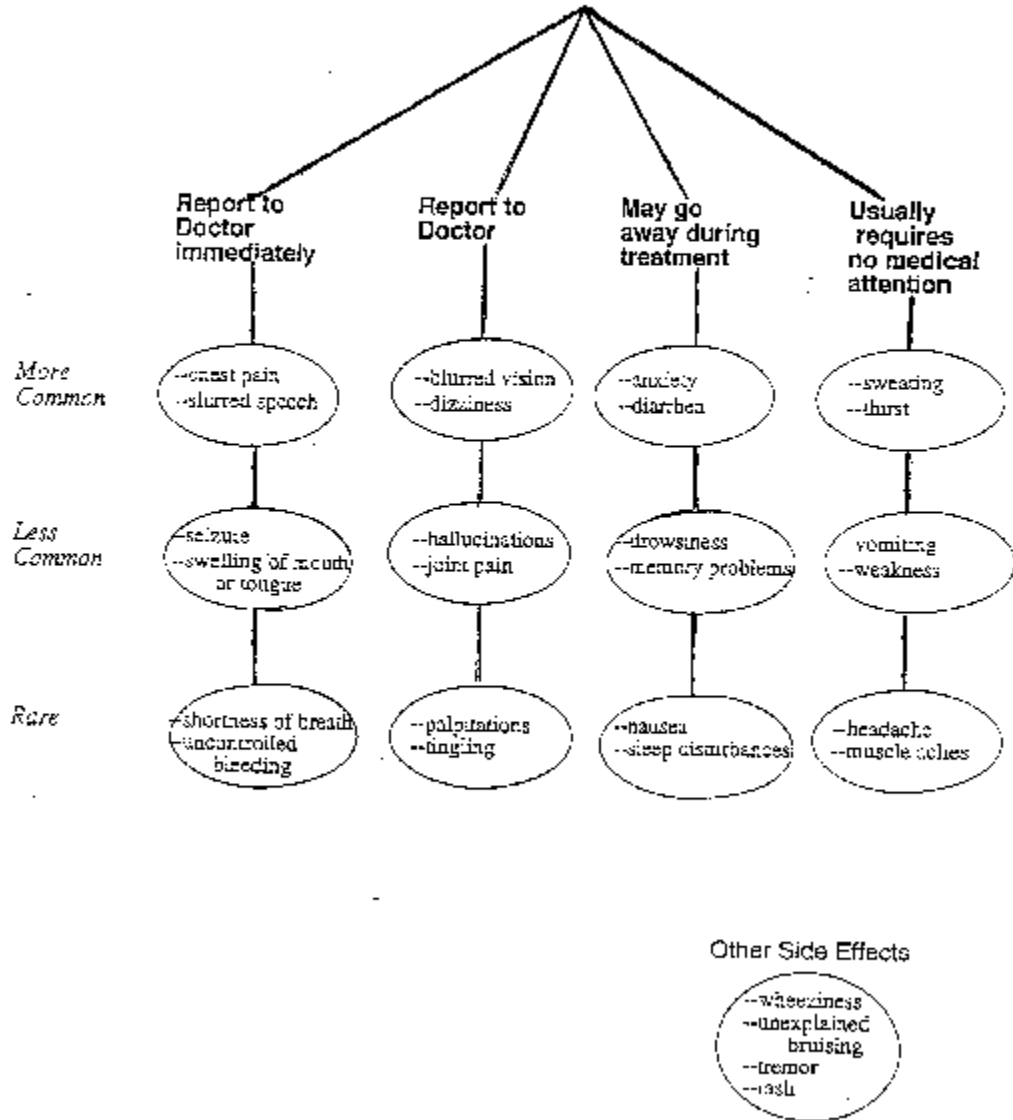 Report to
Doctor
immediately
Report to
Doctor
May go
away during
treatment
Usually
requires
no medical
attention
More
Common
--chest pain
--slurred speech
--blurred vision
--dizziness
--anxiety
--diarrhea
--sweating
--thirst
Less
Common
--seizure
--swelling of mouth
or tongue
--hallucinations
--joint pain
--drowsiness
--memory problems
vomiting
--weakness
Rare
--shortness of breath
--uncontrolled
bleeding
--palpitations
--tingling
--nausea
--sleep disturbances
--headache
--muscle aches
Other Side Effects
--wheeziness
--unexplained
bruising
--tremor
--rash